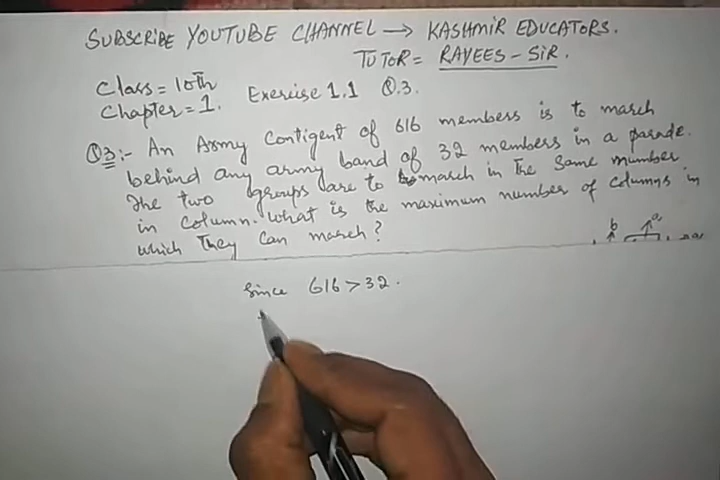 SUBSCRIBE YOUTUBE CHANNEL → KASHMIR EDUCATORS.
TUTOR = RAYEES-SIR.
Class = 10th
Chapter = 1. Exercise 1.1 Q.3.
Q3:- An Army Contigent of 616 members is to march
behind any army band of 32 members in a parade.
The two groups are to march in the same number
in column. what is the maximum number of columns in
which They can march?
b a
Since 616 > 32.